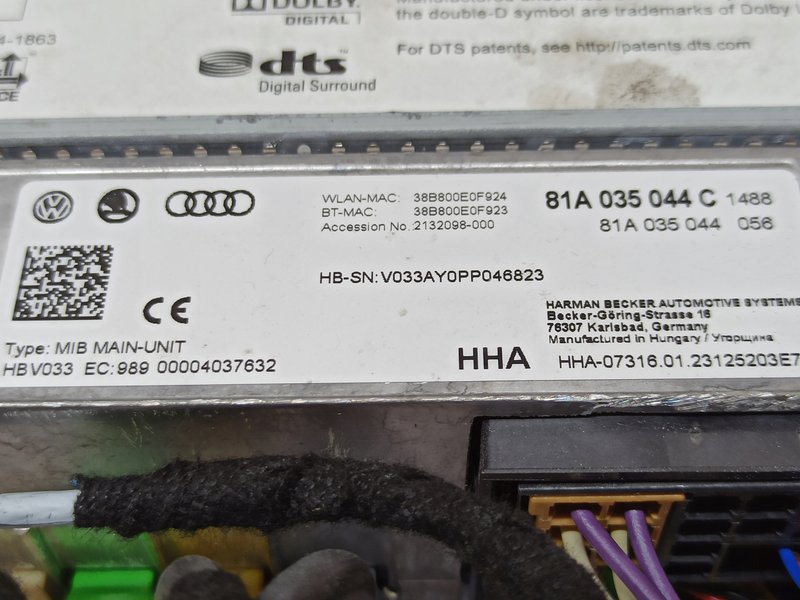 DOLBY
DIGITAL
the double-D symbol are trademarks of Dolby
For DTS patents, see http://patents.dts.com
4-1863
dts
Digital Surround
WLAN-MAC: 38B800E0F924
BT-MAC: 38B800E0F923
Accession No.:2132098-000
81A 035 044 C 1488
81A 035 044 056
HB-SN:V033AY0PP046823
CE
HARMAN BECKER AUTOMOTIVE SYSTEMS
Becker-Göring-Strasse 16
76307 Karlsbad, Germany
Manufactured in Hungary / Угорщина
Type: MIB MAIN-UNIT
HBV033 EC:989 00004037632
HHA
HHA-07316.01.23125203E7